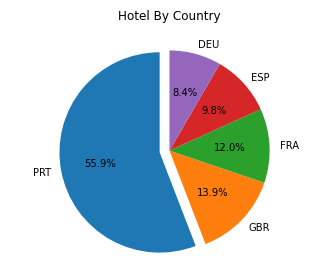 Hotel By Country
DEU
ESP
8.4%
9.8%
FRA
12.0%
55.9%
PRT
13.9%
GBR